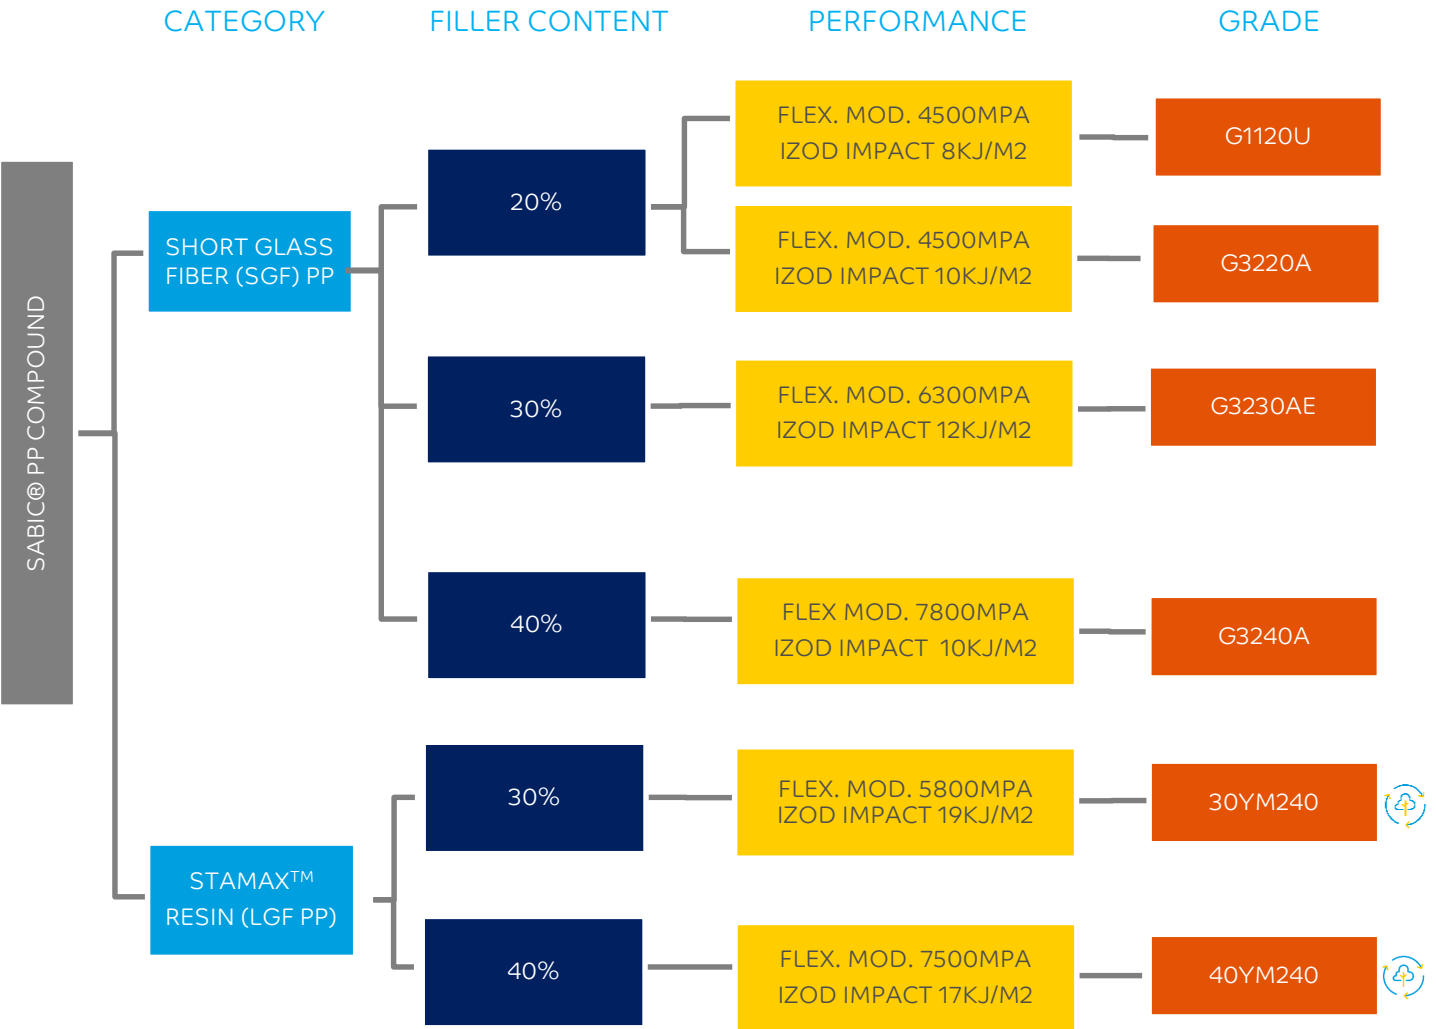 CATEGORY FILLER CONTENT PERFORMANCE GRADE
SABIC® PP COMPOUND
SHORT GLASS
FIBER (SGF) PP
20%
FLEX. MOD. 4500MPA
IZOD IMPACT 8KJ/M2
G1120U
FLEX. MOD. 4500MPA
IZOD IMPACT 10KJ/M2
G3220A
30%
FLEX. MOD. 6300MPA
IZOD IMPACT 12KJ/M2
G3230AE
40%
FLEX MOD. 7800MPA
IZOD IMPACT 10KJ/M2
G3240A
STAMAX™
RESIN (LGF PP)
30%
FLEX. MOD. 5800MPA
IZOD IMPACT 19KJ/M2
30YM240
40%
FLEX. MOD. 7500MPA
IZOD IMPACT 17KJ/M2
40YM240